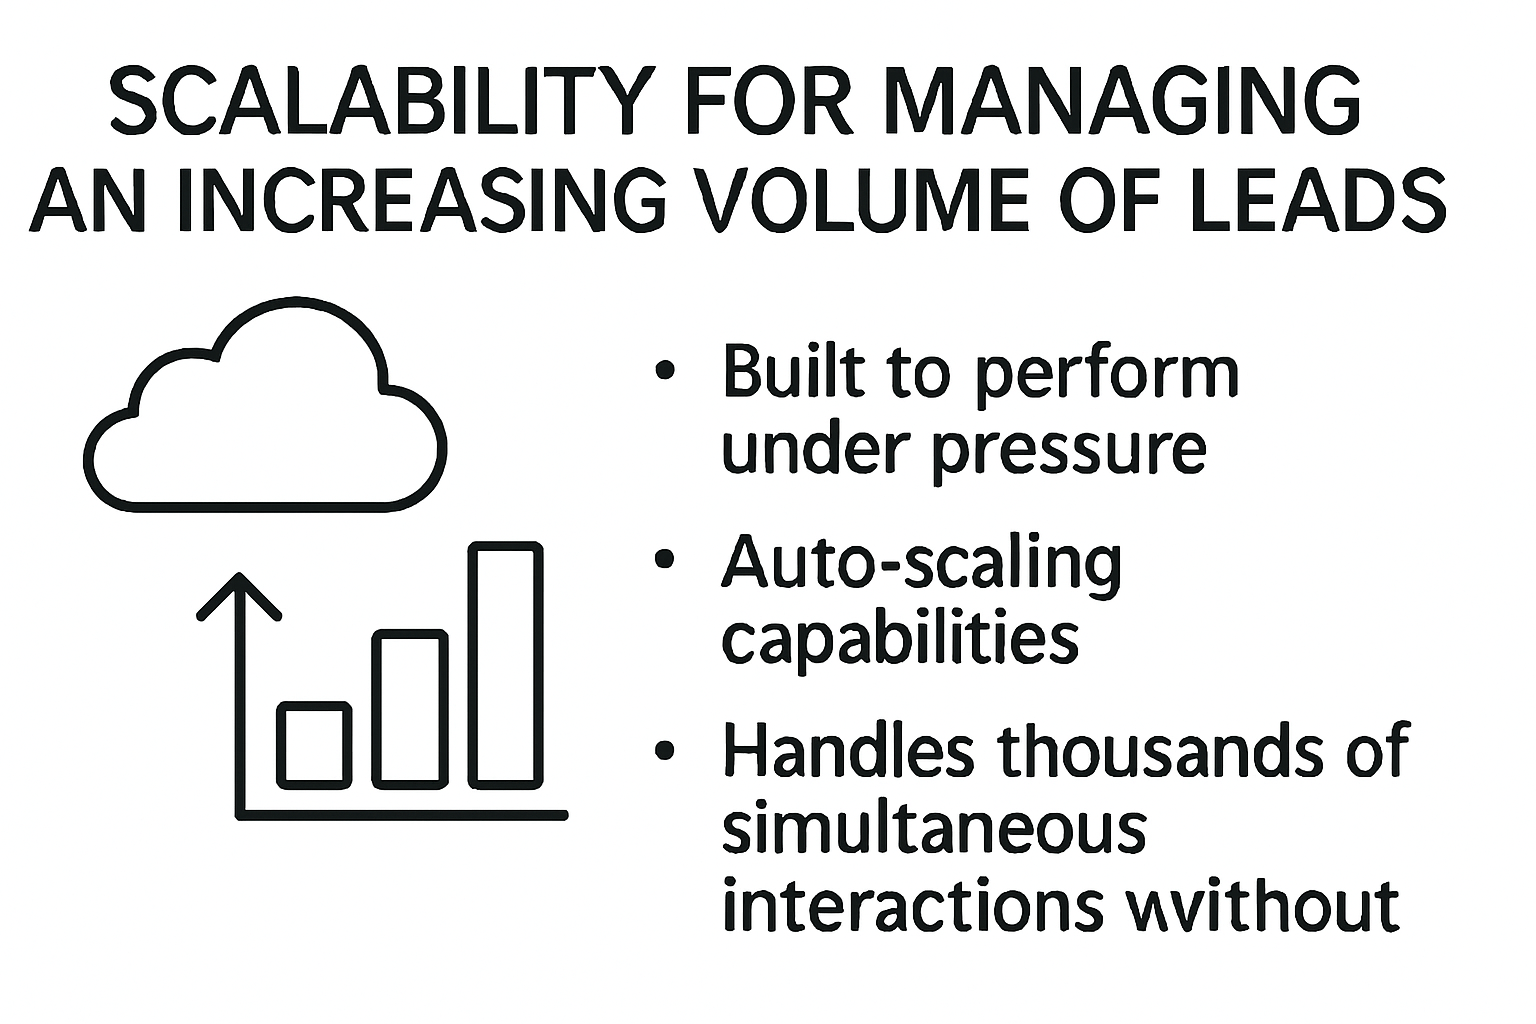 SCALABILITY FOR MANAGING
AN INCREASING VOLUME OF LEADS
• Built to perform
under pressure
• Auto-scaling
capabilities
• Handles thousands of
simultaneous
interactions without